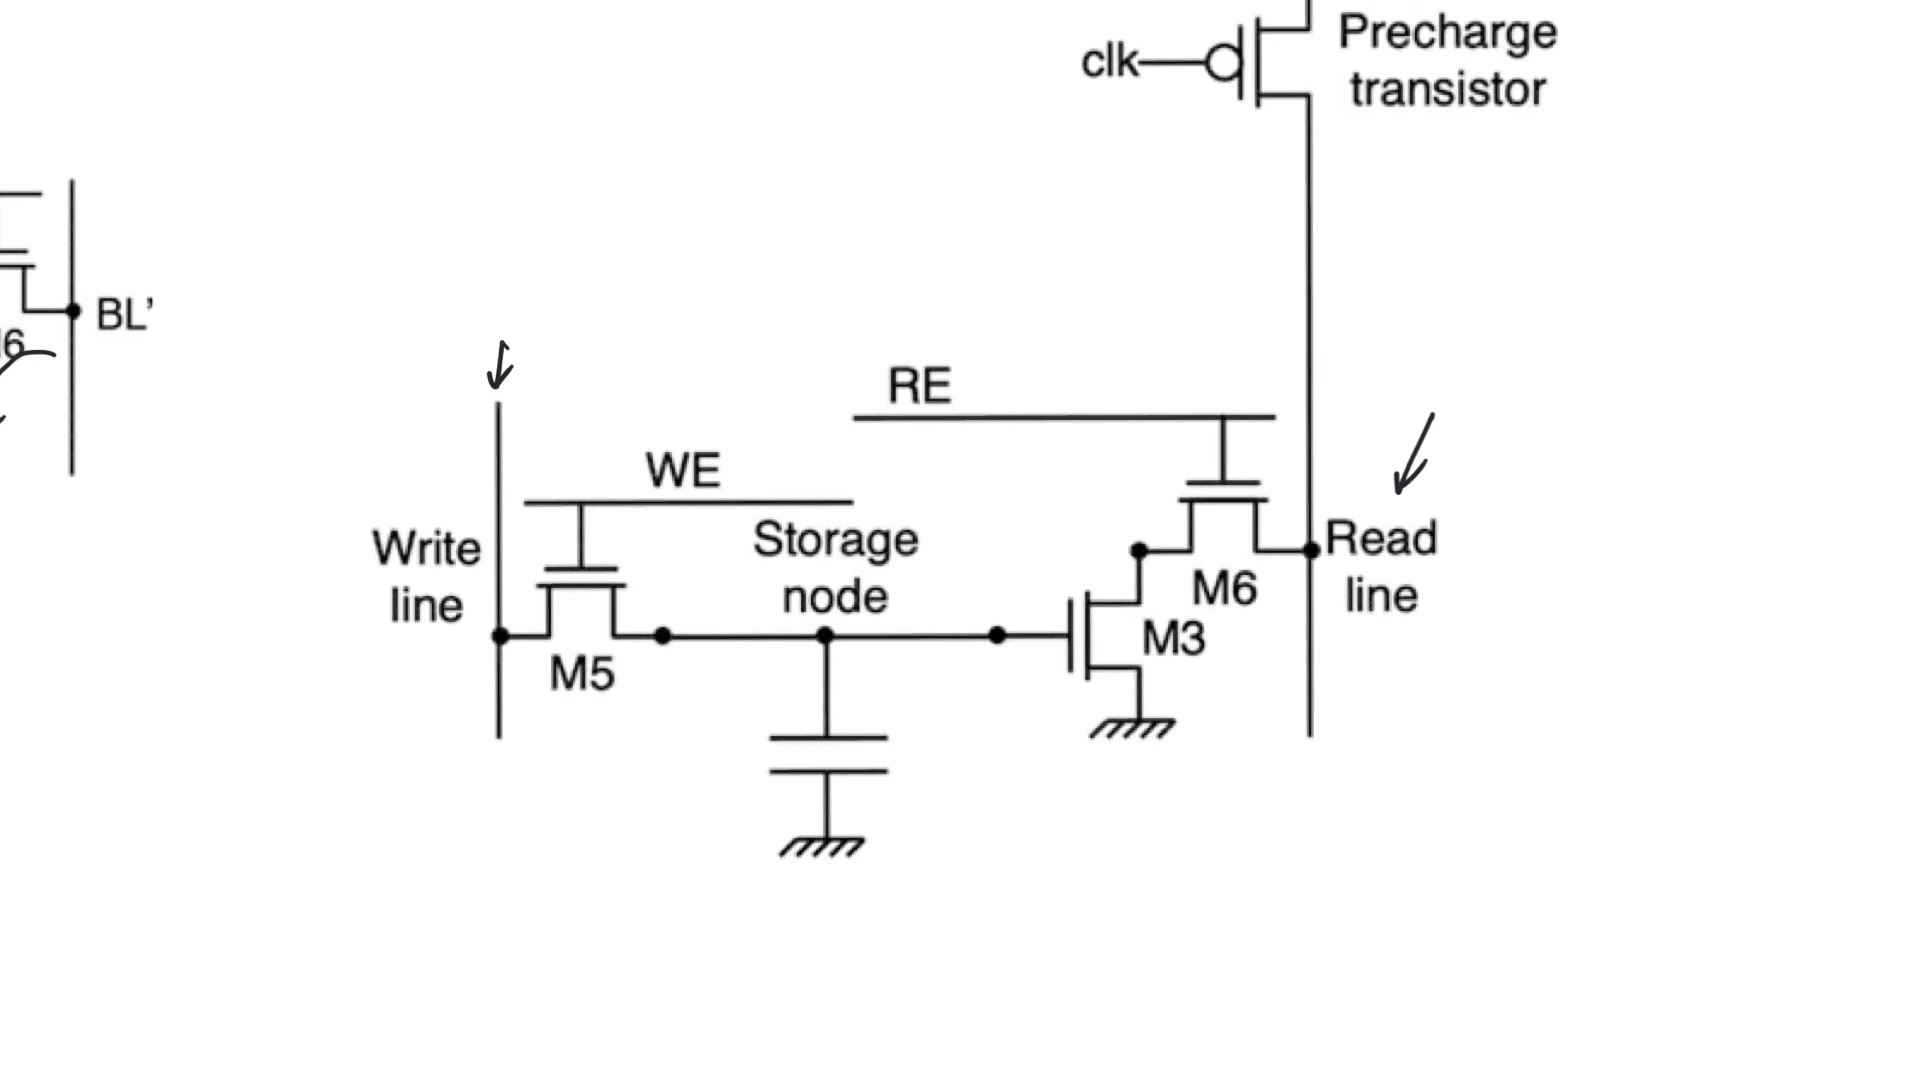 Precharge
transistor
clk
BL’
RE
WE
Write
line
Storage
node
Read
line
M6
M3
M5